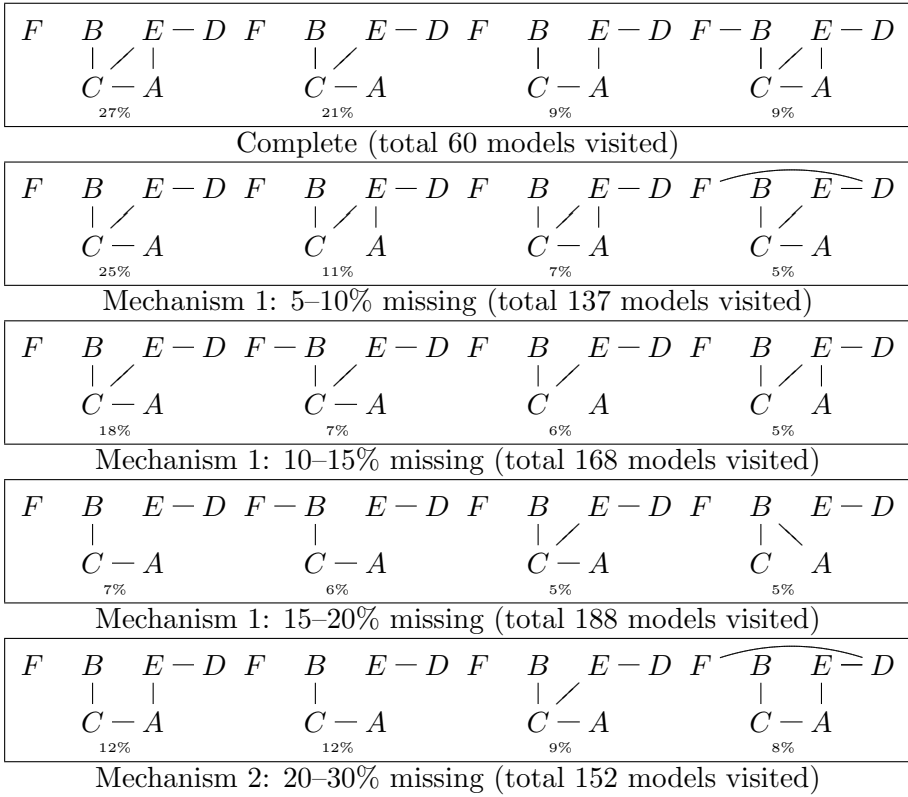 F B E D F B E D F B E D F B E D
C A C A C A C A
27% 21% 9% 9%
Complete (total 60 models visited)
F B E D F B E D F B E D F B E D
C A C A C A C A
25% 11% 7% 5%
Mechanism 1: 5–10% missing (total 137 models visited)
F B E D F B E D F B E D F B E D
C A C A C A C A
18% 7% 6% 5%
Mechanism 1: 10–15% missing (total 168 models visited)
F B E D F B E D F B E D F B E D
C A C A C A C A
7% 6% 5% 5%
Mechanism 1: 15–20% missing (total 188 models visited)
F B E D F B E D F B E D F B E D
C A C A C A C A
12% 12% 9% 8%
Mechanism 2: 20–30% missing (total 152 models visited)